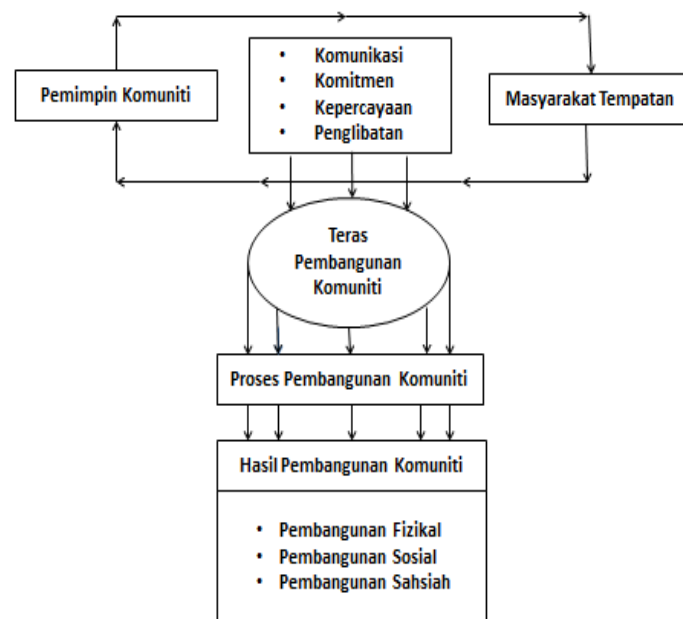 Pemimpin Komuniti
• Komunikasi
• Komitmen
• Kepercayaan
• Penglibatan
Masyarakat Tempatan
Teras
Pembangunan
Komuniti
Proses Pembangunan Komuniti
Hasil Pembangunan Komuniti
• Pembangunan Fizikal
• Pembangunan Sosial
• Pembangunan Sahsiah